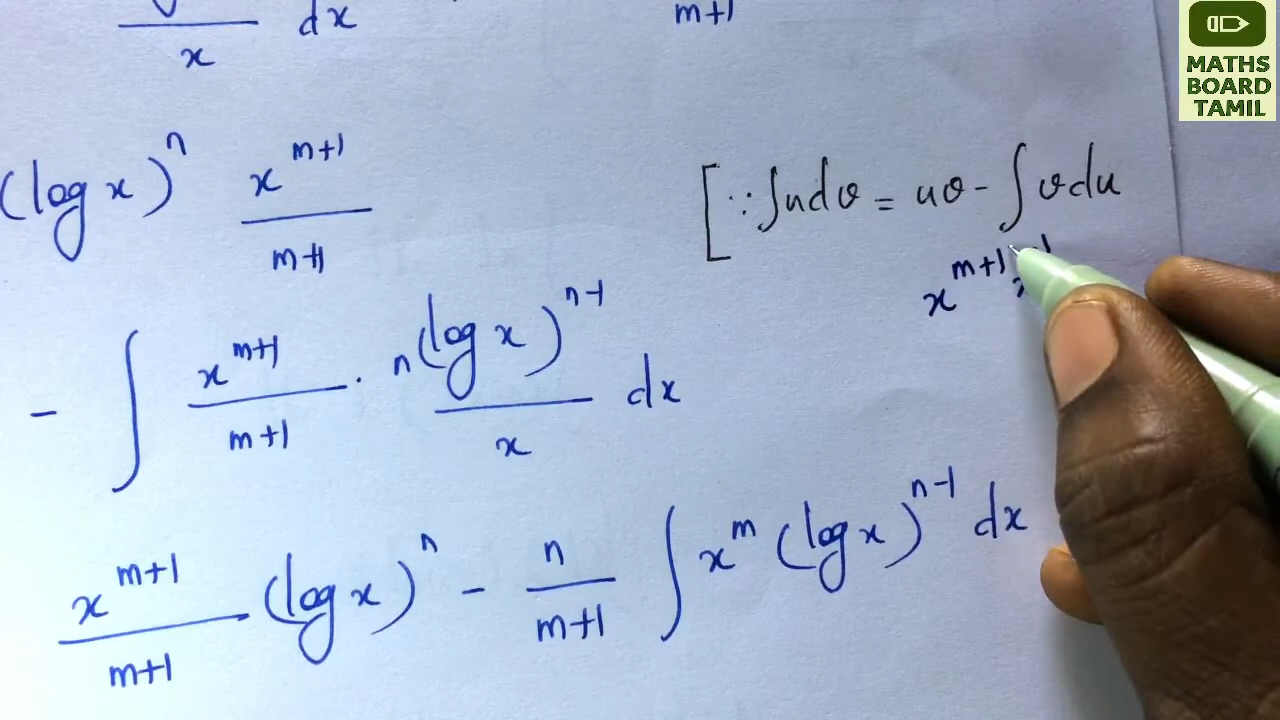 x dx
m+1
MATHS
BOARD
TAMIL
(log x)^n x^{m+1}/m+1
[∵ ∫udv = uv - ∫vdu
x^{m+1}
- ∫ x^{m+1}/m+1 . n(log x)^{n-1}/x dx
x^{m+1}/m+1 (log x)^n - n/m+1 ∫ x^m (log x)^{n-1} dx